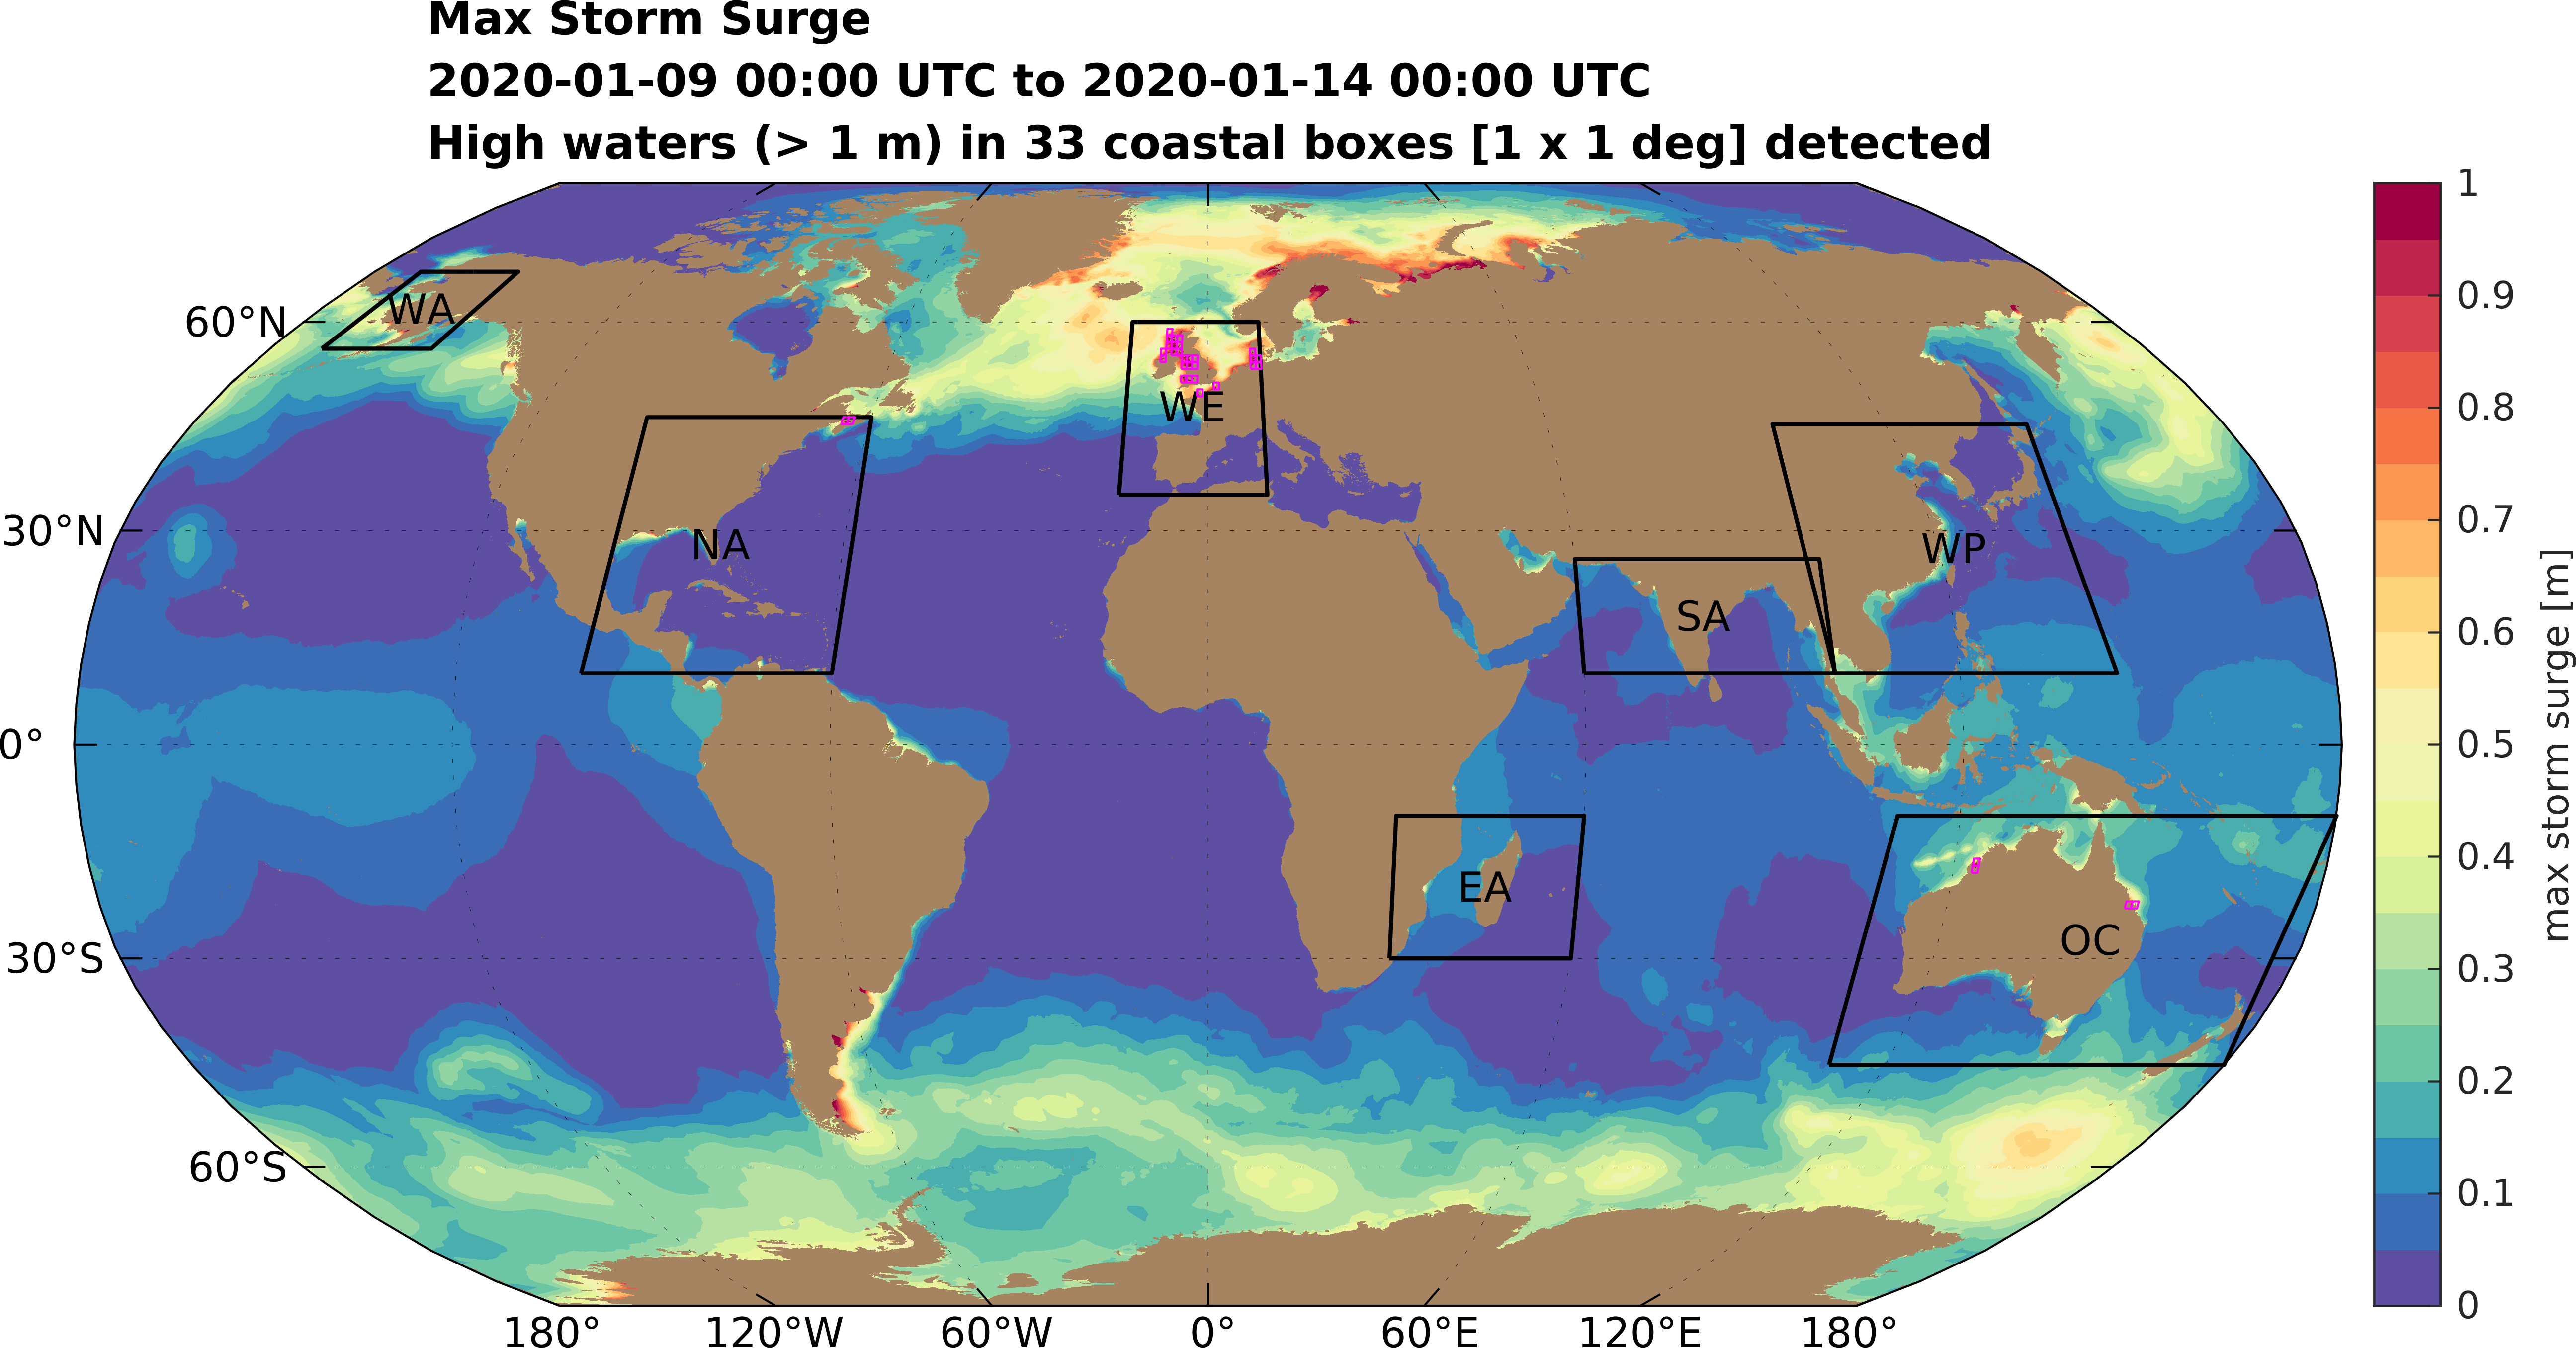 Max Storm Surge
2020-01-09 00:00 UTC to 2020-01-14 00:00 UTC
High waters (> 1 m) in 33 coastal boxes [1 x 1 deg] detected
60°N
30°N
0°
30°S
60°S
180°
120°W
60°W
0°
60°E
120°E
180°
WA
NA
WE
WP
SA
EA
OC
1
0.9
0.8
0.7
0.6
0.5
0.4
0.3
0.2
0.1
0
max storm surge [m]